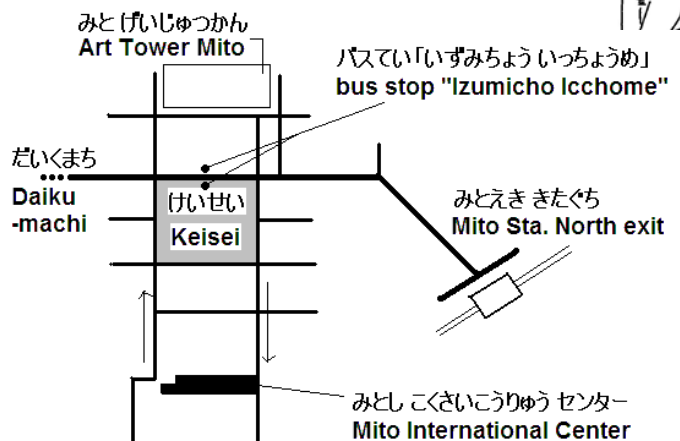 みとげいじゅつかん
Art Tower Mito
バスてい「いずみちょう いっちょうめ」
bus stop "Izumicho Icchome"
だいくまち
Daiku
-machi
けいせい
Keisei
みとえき きたぐち
Mito Sta. North exit
みとし こくさいこうりゅう センター
Mito International Center